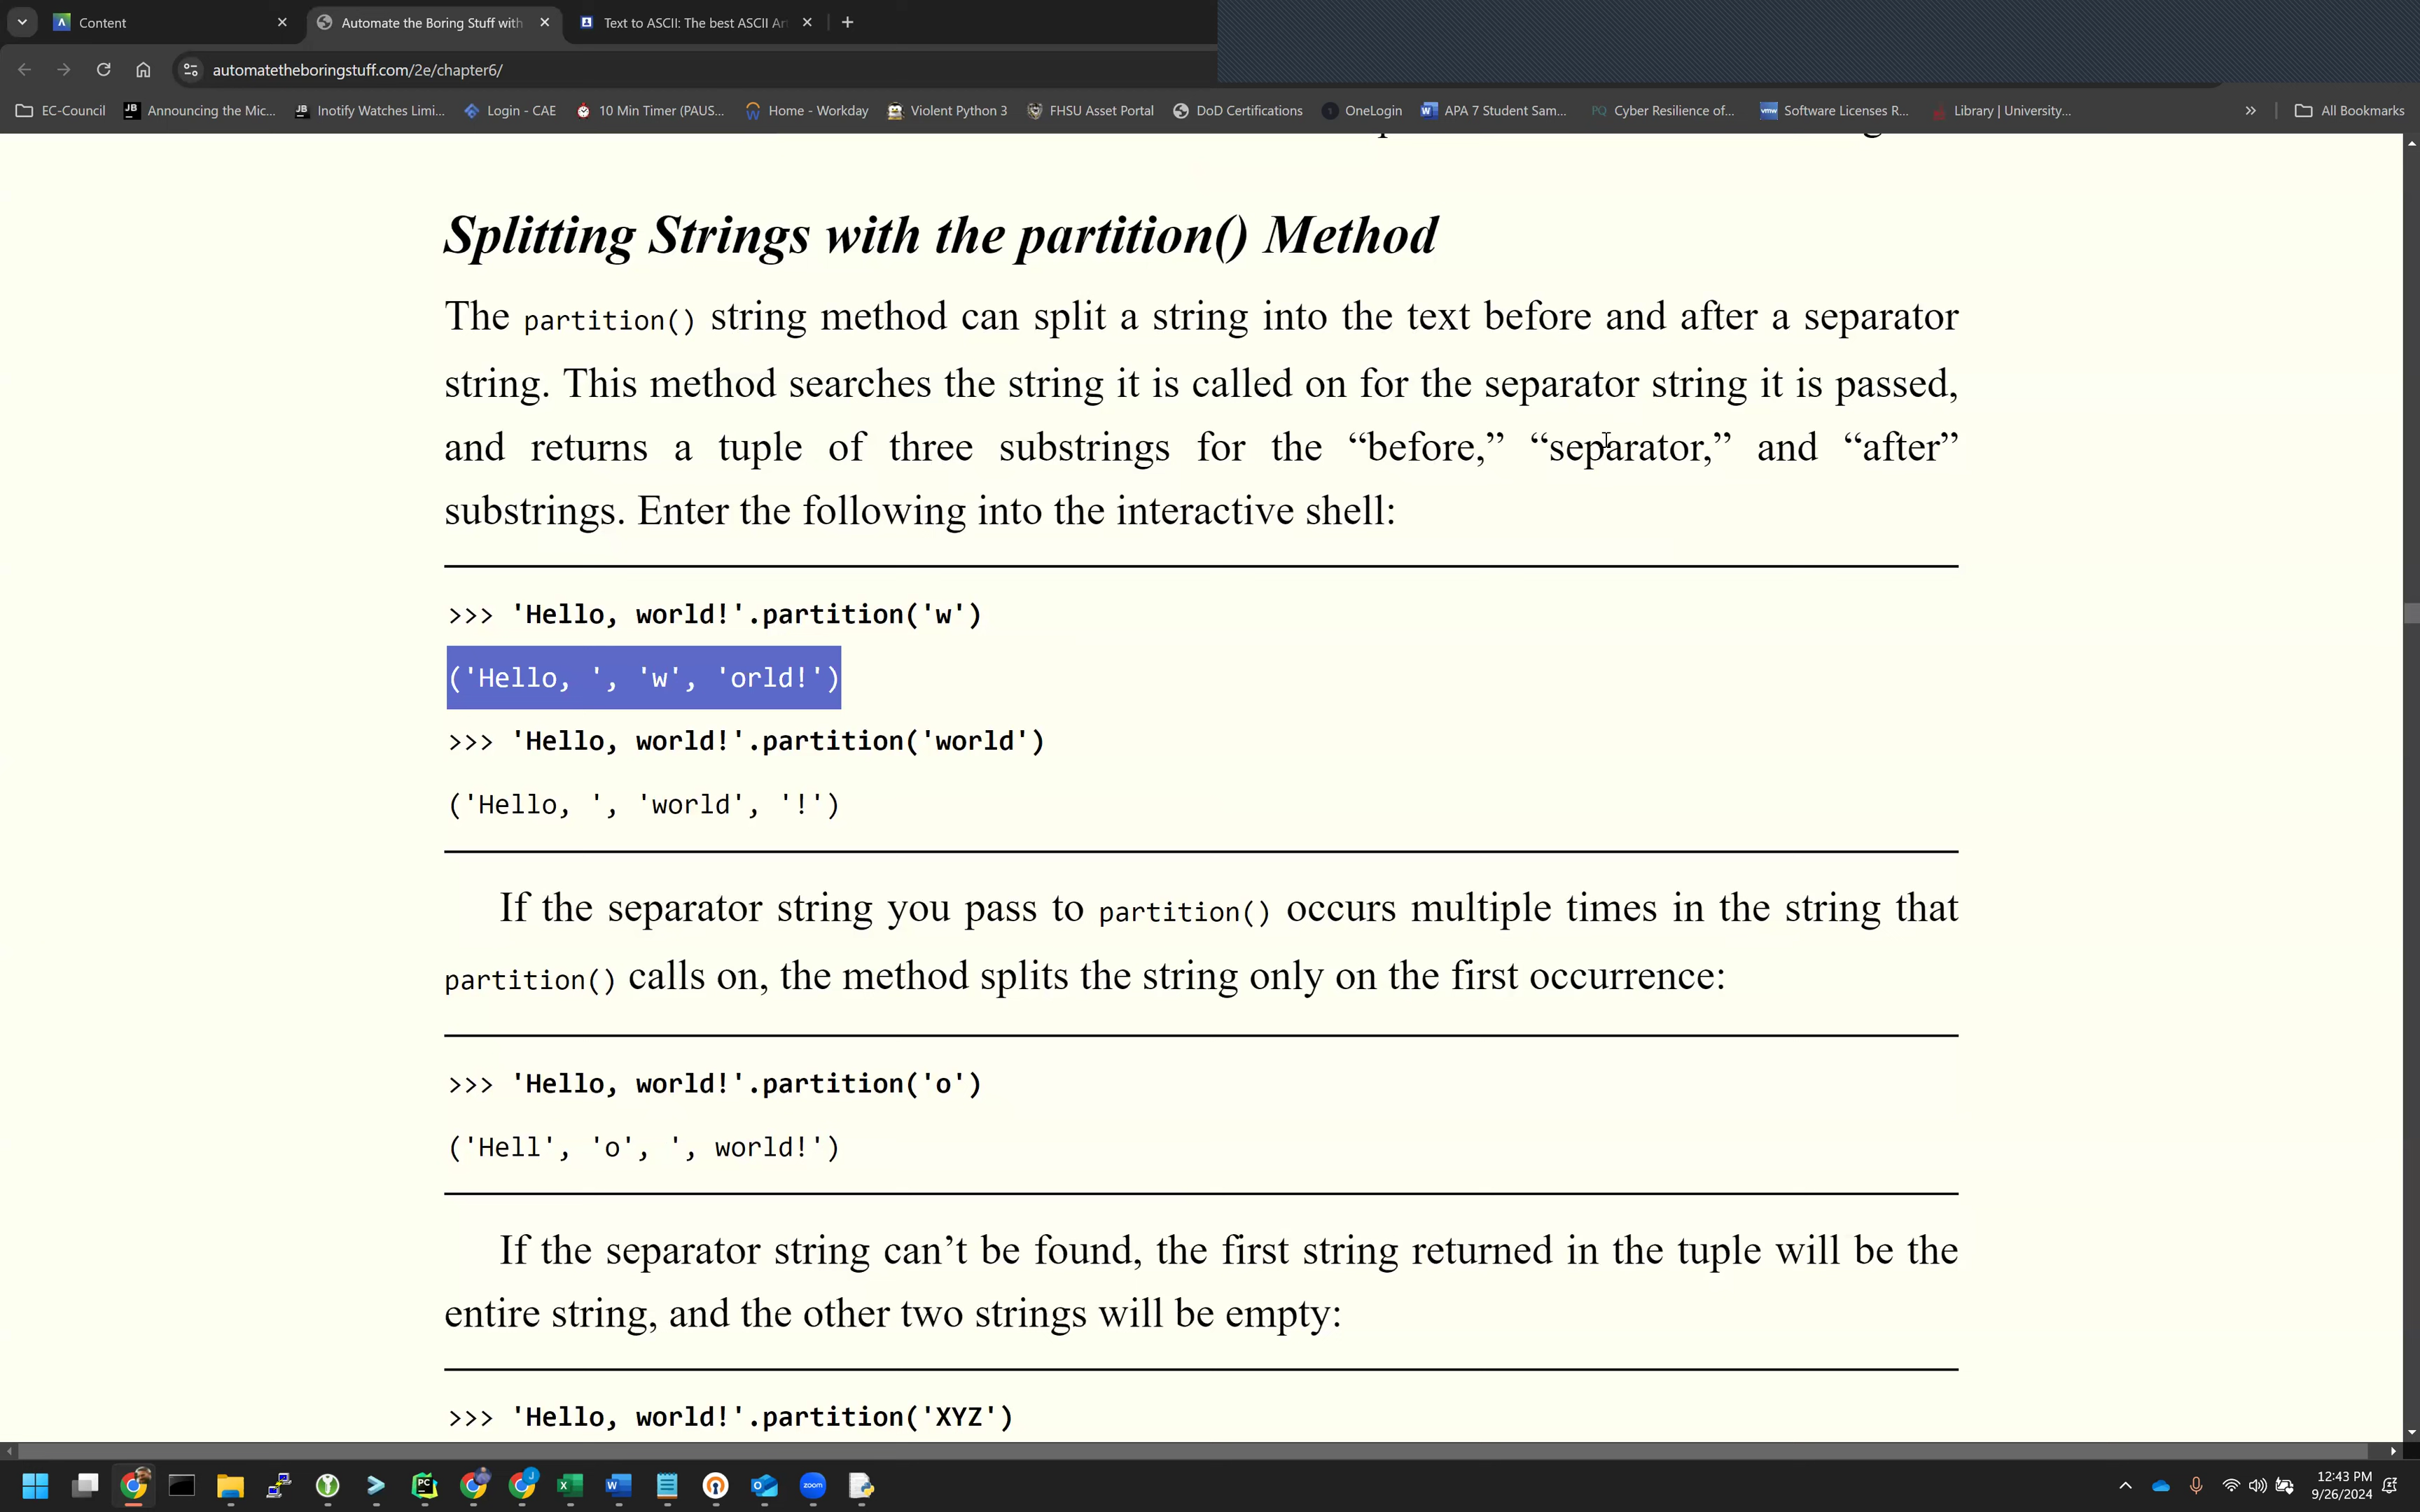 Content
Automate the Boring Stuff with
Text to ASCII: The best ASCII Ar
automatetheboringstuff.com/2e/chapter6/
EC-Council
Announcing the Mic...
Inotify Watches Limi...
Login - CAE
10 Min Timer (PAUS...
Home - Workday
Violent Python 3
FHSU Asset Portal
DoD Certifications
OneLogin
APA 7 Student Sam...
Cyber Resilience of...
Software Licenses R...
Library | University...
All Bookmarks
Splitting Strings with the partition() Method
The partition() string method can split a string into the text before and after a separator
string. This method searches the string it is called on for the separator string it is passed,
and returns a tuple of three substrings for the “before,” “separator,” and “after”
substrings. Enter the following into the interactive shell:
>>> 'Hello, world!'.partition('w')
('Hello, ', 'w', 'orld!')
>>> 'Hello, world!'.partition('world')
('Hello, ', 'world', '!')
If the separator string you pass to partition() occurs multiple times in the string that
partition() calls on, the method splits the string only on the first occurrence:
>>> 'Hello, world!'.partition('o')
('Hell', 'o', ', world!')
If the separator string can’t be found, the first string returned in the tuple will be the
entire string, and the other two strings will be empty:
>>> 'Hello, world!'.partition('XYZ')
12:43 PM
9/26/2024